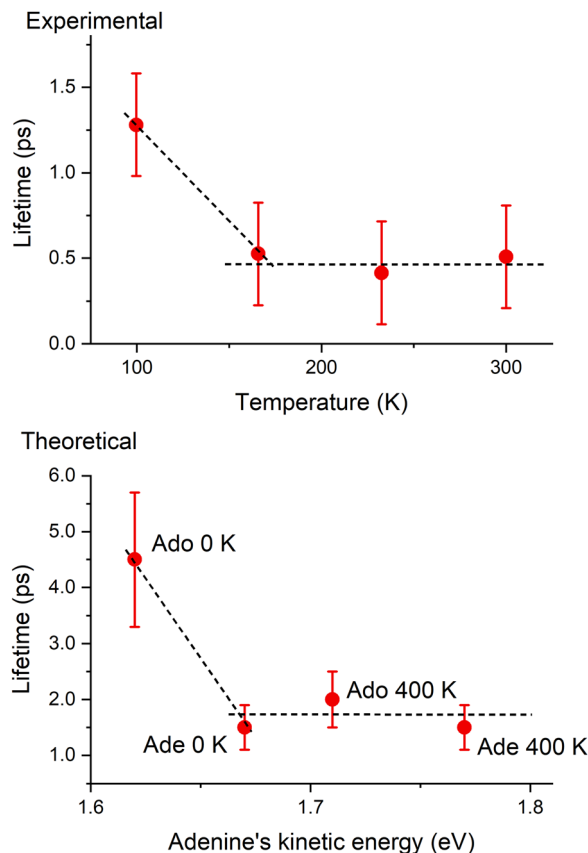 Experimental
Lifetime (ps)
1.5
1.0
0.5
0.0
100
200
300
Temperature (K)
Theoretical
Lifetime (ps)
6.0
5.0
4.0
3.0
2.0
1.0
Ado 0 K
Ado 400 K
Ade 0 K
Ade 400 K
1.6
1.7
1.8
Adenine's kinetic energy (eV)